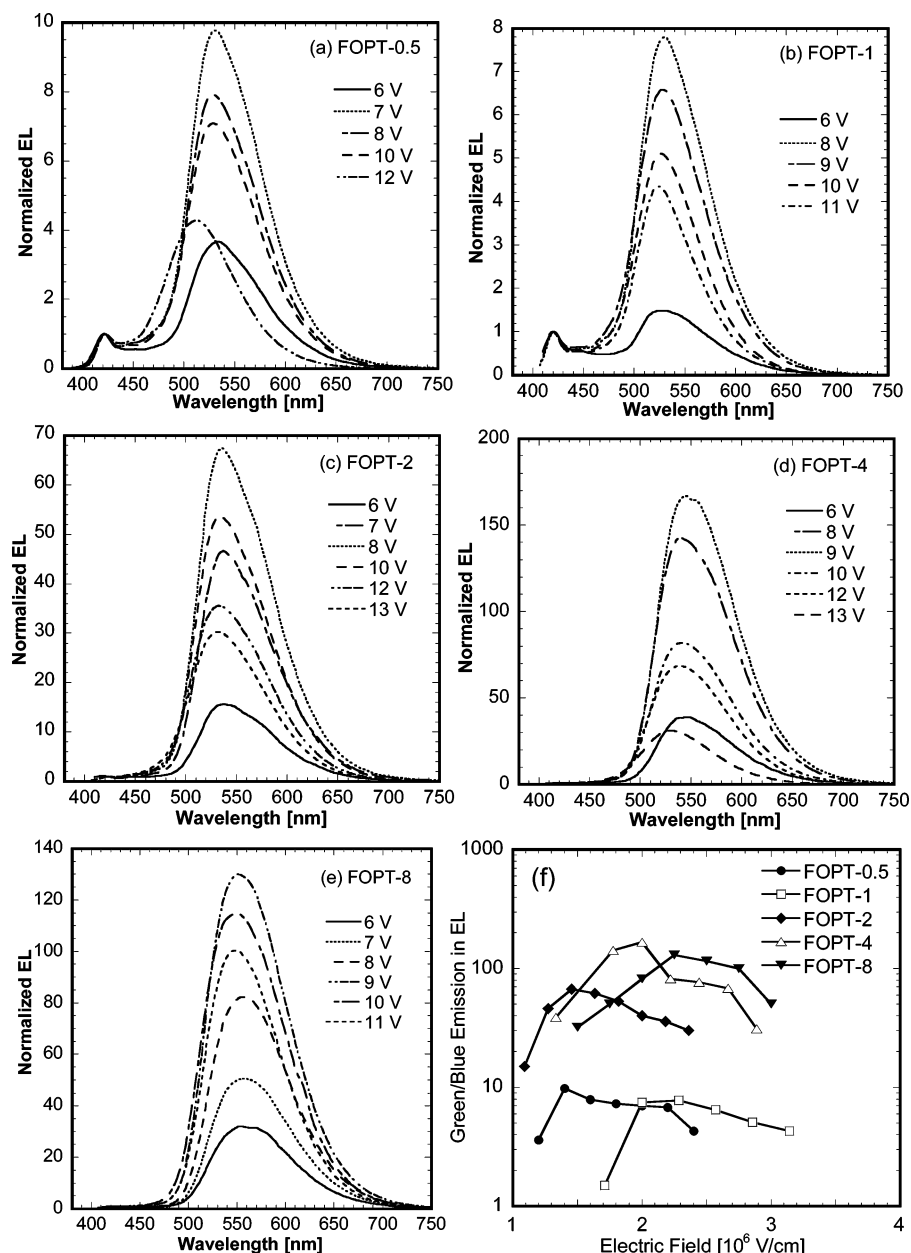 10
8
6
4
2
0
Normalized EL
400 450 500 550 600 650 700 750
Wavelength [nm]
(a) FOPT-0.5
6 V
7 V
8 V
10 V
12 V
8
7
6
5
4
3
2
1
0
Normalized EL
400 450 500 550 600 650 700 750
Wavelength [nm]
(b) FOPT-1
6 V
8 V
9 V
10 V
11 V
70
60
50
40
30
20
10
0
Normalized EL
400 450 500 550 600 650 700 750
Wavelength [nm]
(c) FOPT-2
6 V
7 V
8 V
10 V
12 V
13 V
200
150
100
50
0
Normalized EL
400 450 500 550 600 650 700 750
Wavelength [nm]
(d) FOPT-4
6 V
8 V
9 V
10 V
12 V
13 V
140
120
100
80
60
40
20
0
Normalized EL
400 450 500 550 600 650 700 750
Wavelength [nm]
(e) FOPT-8
6 V
7 V
8 V
9 V
10 V
11 V
1000
100
10
1
Green/Blue Emission in EL
1 2 3 4
Electric Field [10⁶ V/cm]
(f)
FOPT-0.5
FOPT-1
FOPT-2
FOPT-4
FOPT-8